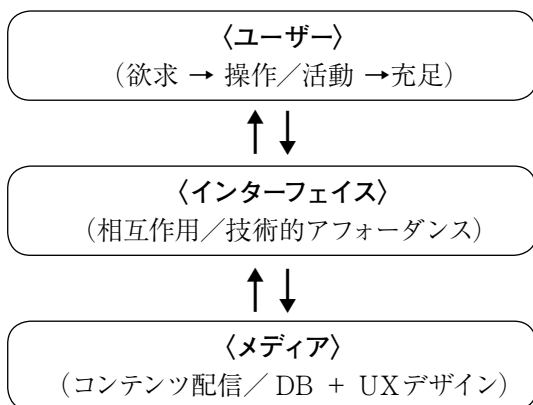 〈ユーザー〉
（欲求 → 操作／活動 →充足）
〈インターフェイス〉
（相互作用／技術的アフォーダンス）
〈メディア〉
（コンテンツ配信／ DB + UXデザイン）